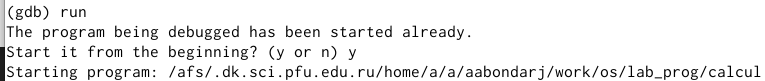 (gdb) run
The program being debugged has been started already.
Start it from the beginning? (y or n) y
Starting program: /afs/.dk.sci.pfu.edu.ru/home/a/a/aabondarj/work/os/lab_prog/calcul